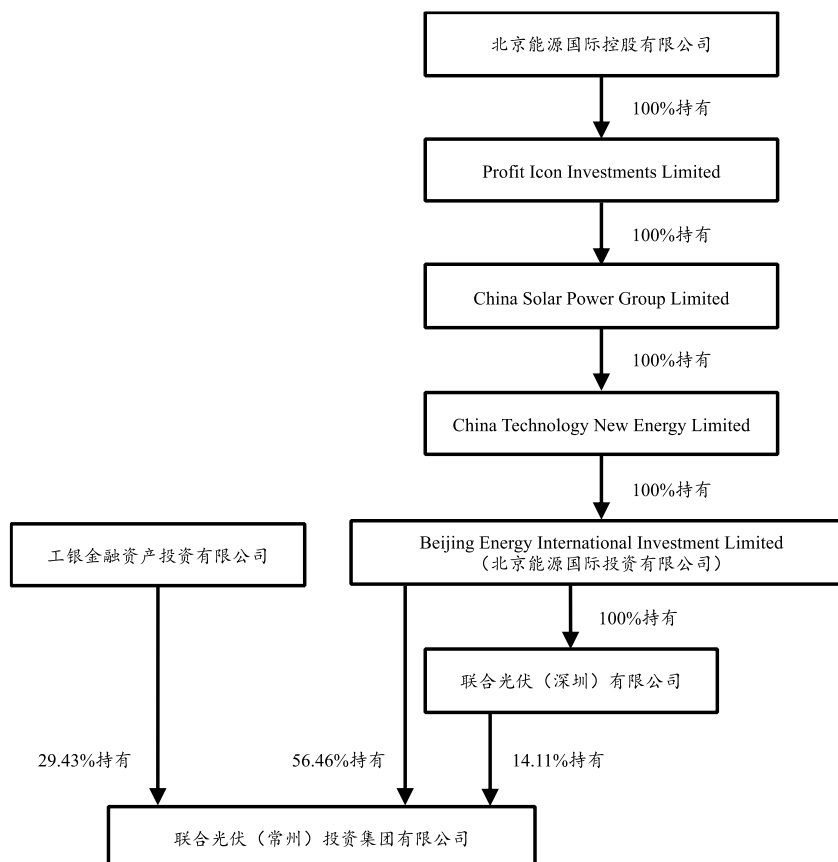 北京能源国际控股有限公司
100%持有
Profit Icon Investments Limited
100%持有
China Solar Power Group Limited
100%持有
China Technology New Energy Limited
100%持有
工银金融资产投资有限公司
Beijing Energy International Investment Limited
（北京能源国际投资有限公司）
100%持有
联合光伏（深圳）有限公司
29.43%持有
56.46%持有
14.11%持有
联合光伏（常州）投资集团有限公司